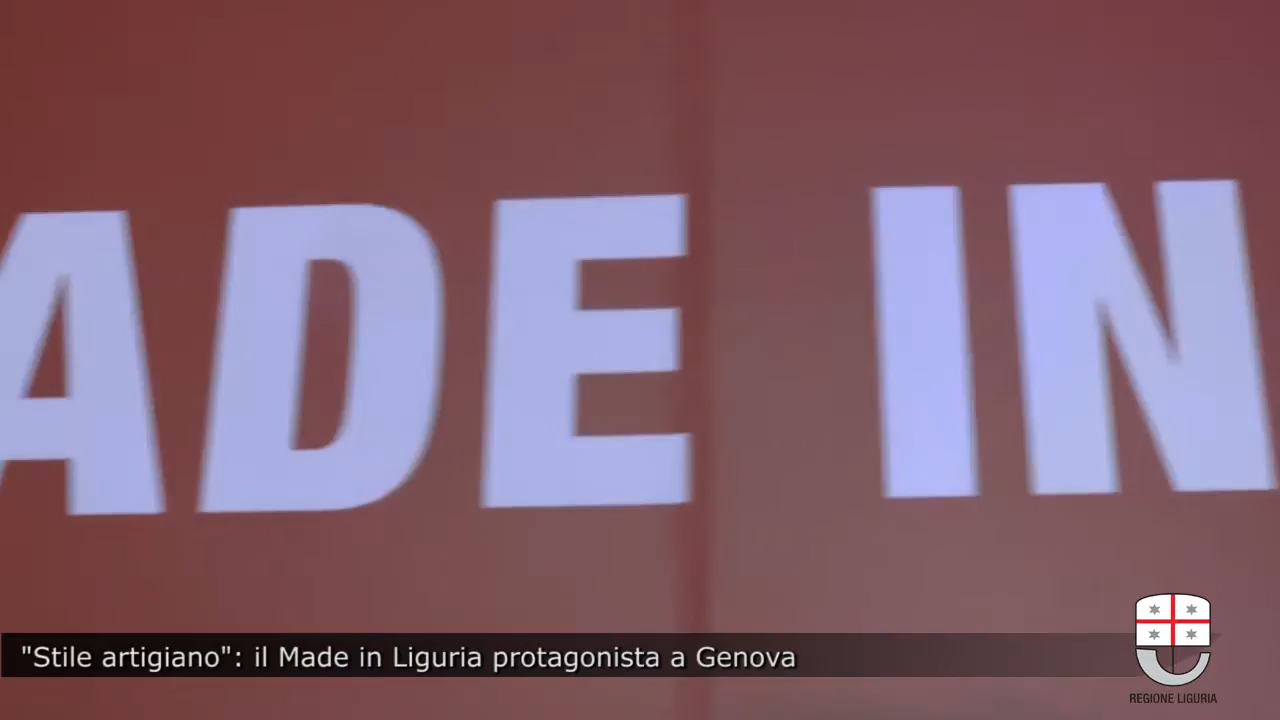 ADE IN
"Stile artigiano": il Made in Liguria protagonista a Genova
REGIONE LIGURIA